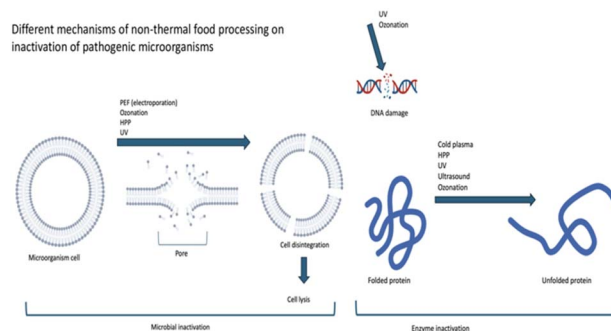 Different mechanisms of non-thermal food processing on
inactivation of pathogenic microorganisms
UV
Ozonation
DNA damage
PEF (electroporation)
Ozonation
HPP
UV
Cold plasma
HPP
UV
Ultrasound
Ozonation
Microorganism cell
Pore
Cell disintegration
Folded protein
Unfolded protein
Cell lysis
Microbial inactivation
Enzyme inactivation